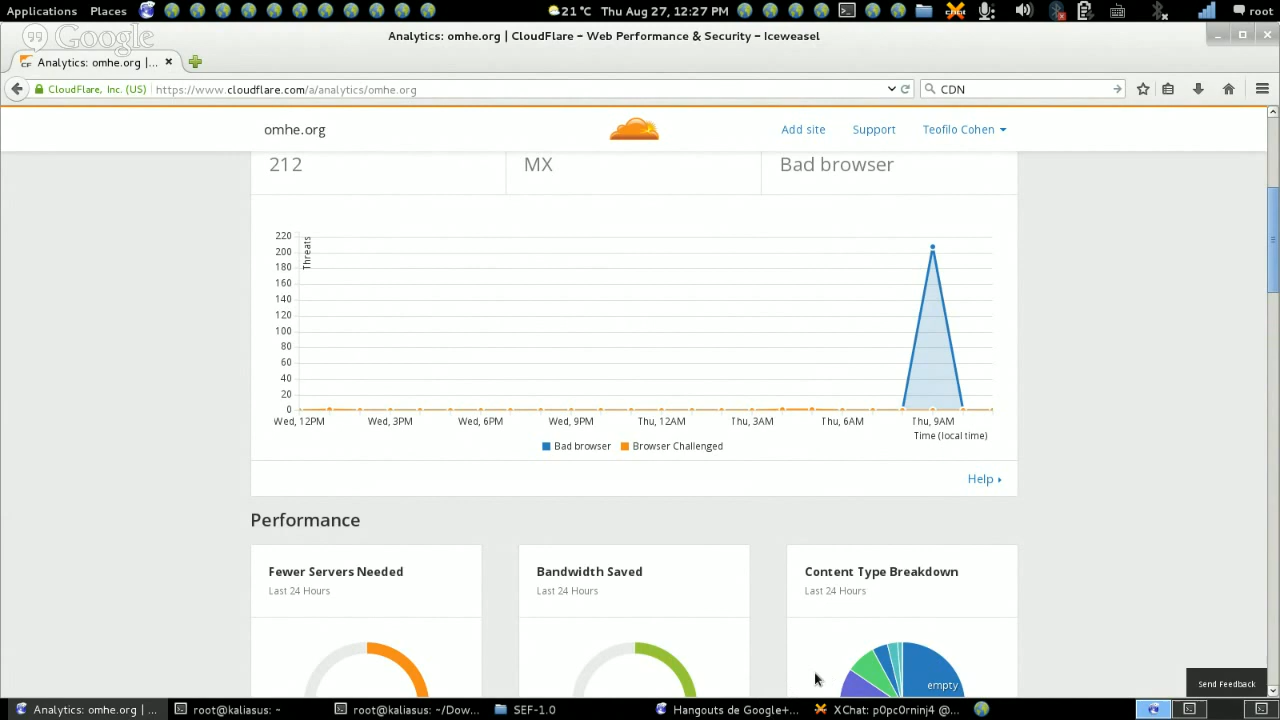 Applications Places 21°C Thu Aug 27, 12:27 PM root
Google
Analytics: omhe.org | CloudFlare - Web Performance & Security - Iceweasel
Analytics: omhe.org |...
CloudFlare, Inc. (US) https://www.cloudflare.com/a/analytics/omhe.org CDN
omhe.org Add site Support Teofilo Cohen
212 MX Bad browser
220
200
180
160
140
120
100
80
60
40
20
0
Threats
Wed, 12PM Wed, 3PM Wed, 6PM Wed, 9PM Thu, 12AM Thu, 3AM Thu, 6AM Thu, 9AM
Time (local time)
Bad browser Browser Challenged
Help
Performance
Fewer Servers Needed Bandwidth Saved Content Type Breakdown
Last 24 Hours Last 24 Hours Last 24 Hours
empty
Send Feedback
Analytics: omhe.org |... root@kaliasus: ~ root@kaliasus: ~/Dow... SEF-1.0 Hangouts de Google+... XChat: p0pc0rninj4 @...